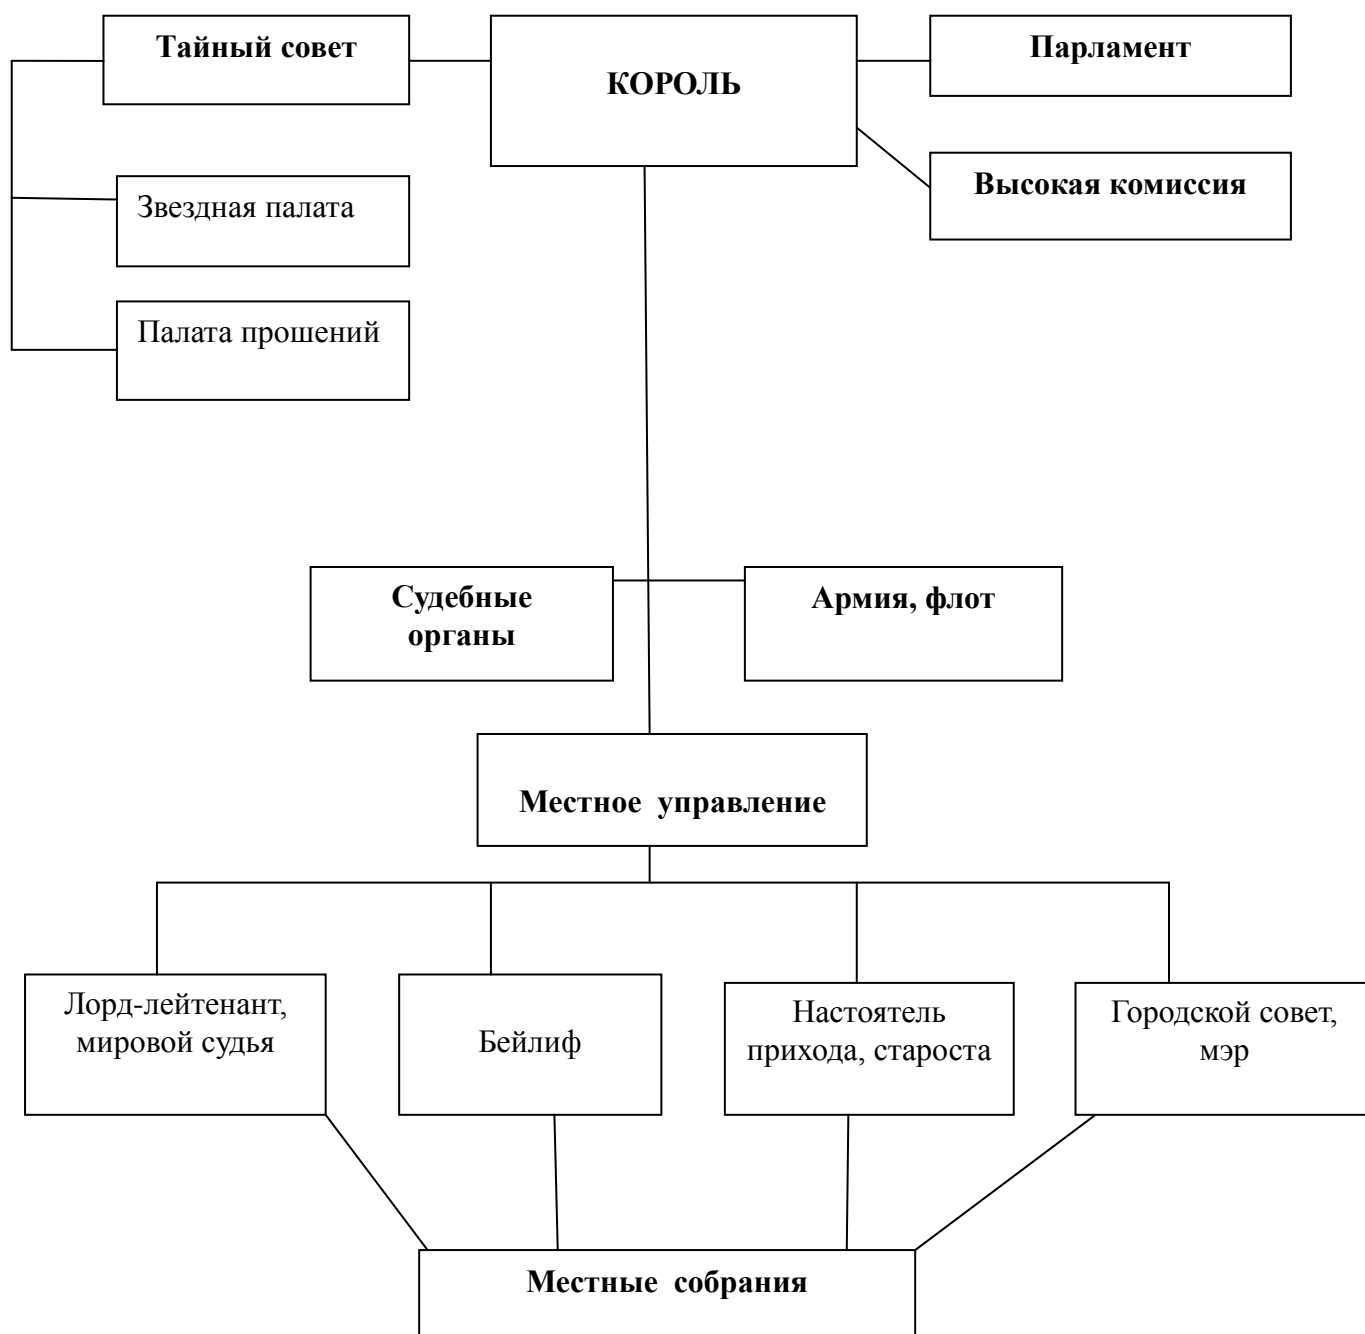 Тайный совет
КОРОЛЬ
Парламент
Высокая комиссия
Звездная палата
Палата прошений
Судебные
органы
Армия, флот
Местное управление
Лорд-лейтенант,
мировой судья
Бейлиф
Настоятель
прихода, староста
Городской совет,
мэр
Местные собрания